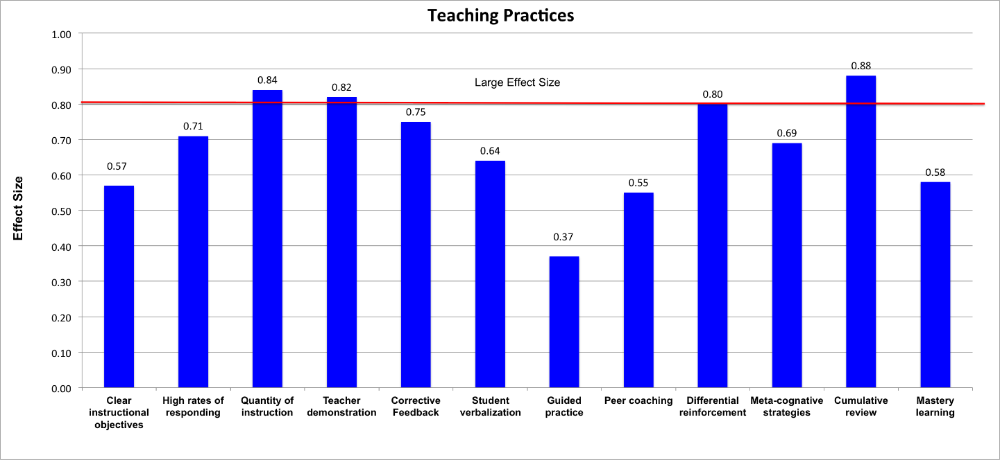 Teaching Practices
1.00
0.90
0.80
0.70
0.60
0.50
0.40
0.30
0.20
0.10
0.00
Effect Size
Large Effect Size
0.57
0.71
0.84
0.82
0.75
0.64
0.37
0.55
0.80
0.69
0.88
0.58
Clear
instructional
objectives
High rates of
responding
Quantity of
instruction
Teacher
demonstration
Corrective
Feedback
Student
verbalization
Guided
practice
Peer coaching
Differential
reinforcement
Meta-cognative
strategies
Cumulative
review
Mastery
learning